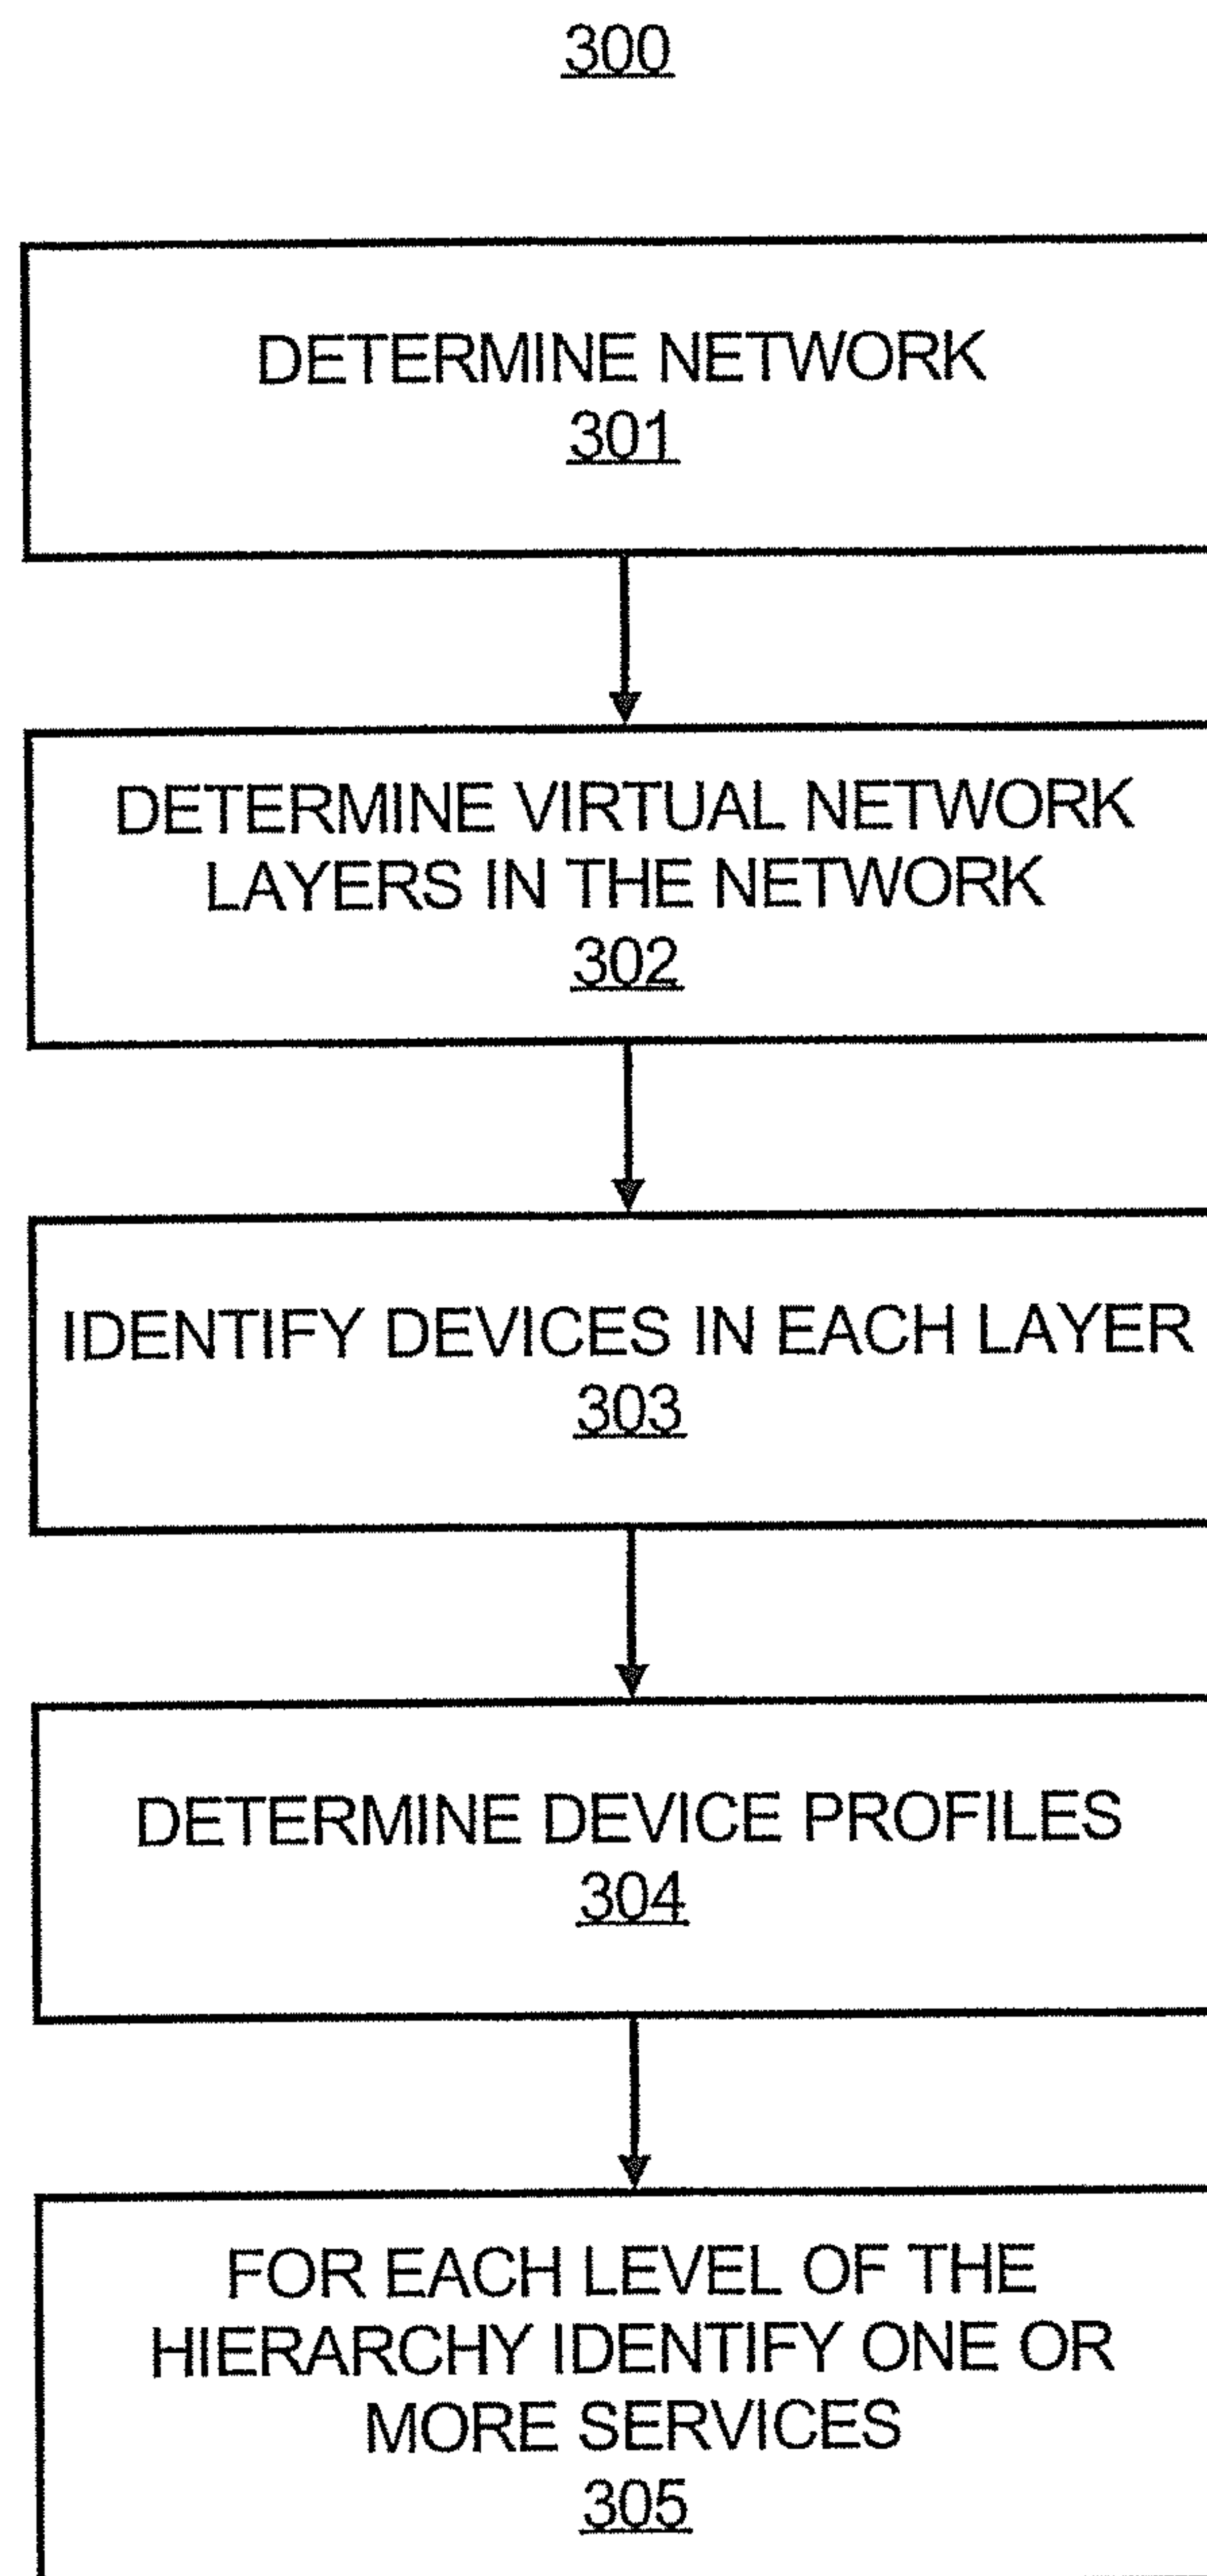 300
DETERMINE NETWORK
301
DETERMINE VIRTUAL NETWORK
LAYERS IN THE NETWORK
302
IDENTIFY DEVICES IN EACH LAYER
303
DETERMINE DEVICE PROFILES
304
FOR EACH LEVEL OF THE
HIERARCHY IDENTIFY ONE OR
MORE SERVICES
305